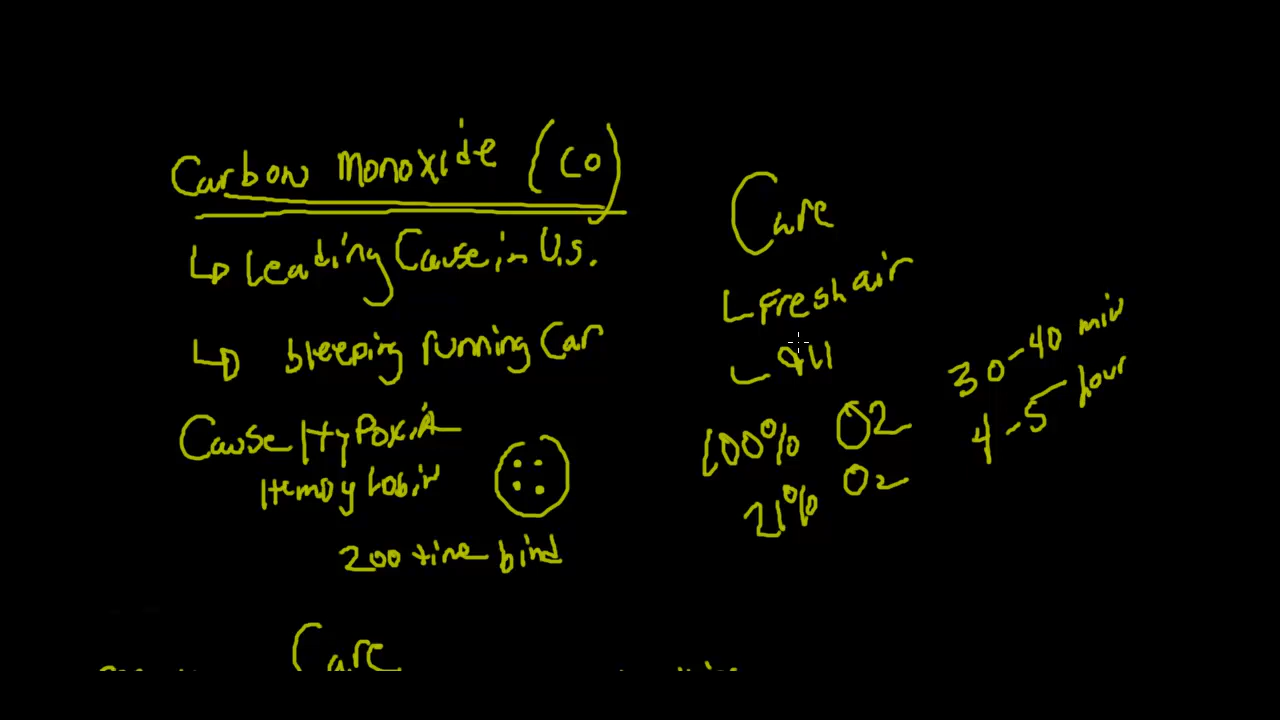 Carbon Monoxide (CO)
Leading Cause in U.S.
sleeping running Car
Cause Hypoxia
Hemoglobin
200 time bind
Care
Fresh air
911
100% O2
21% O2
30-40 min
4-5 hour
Care